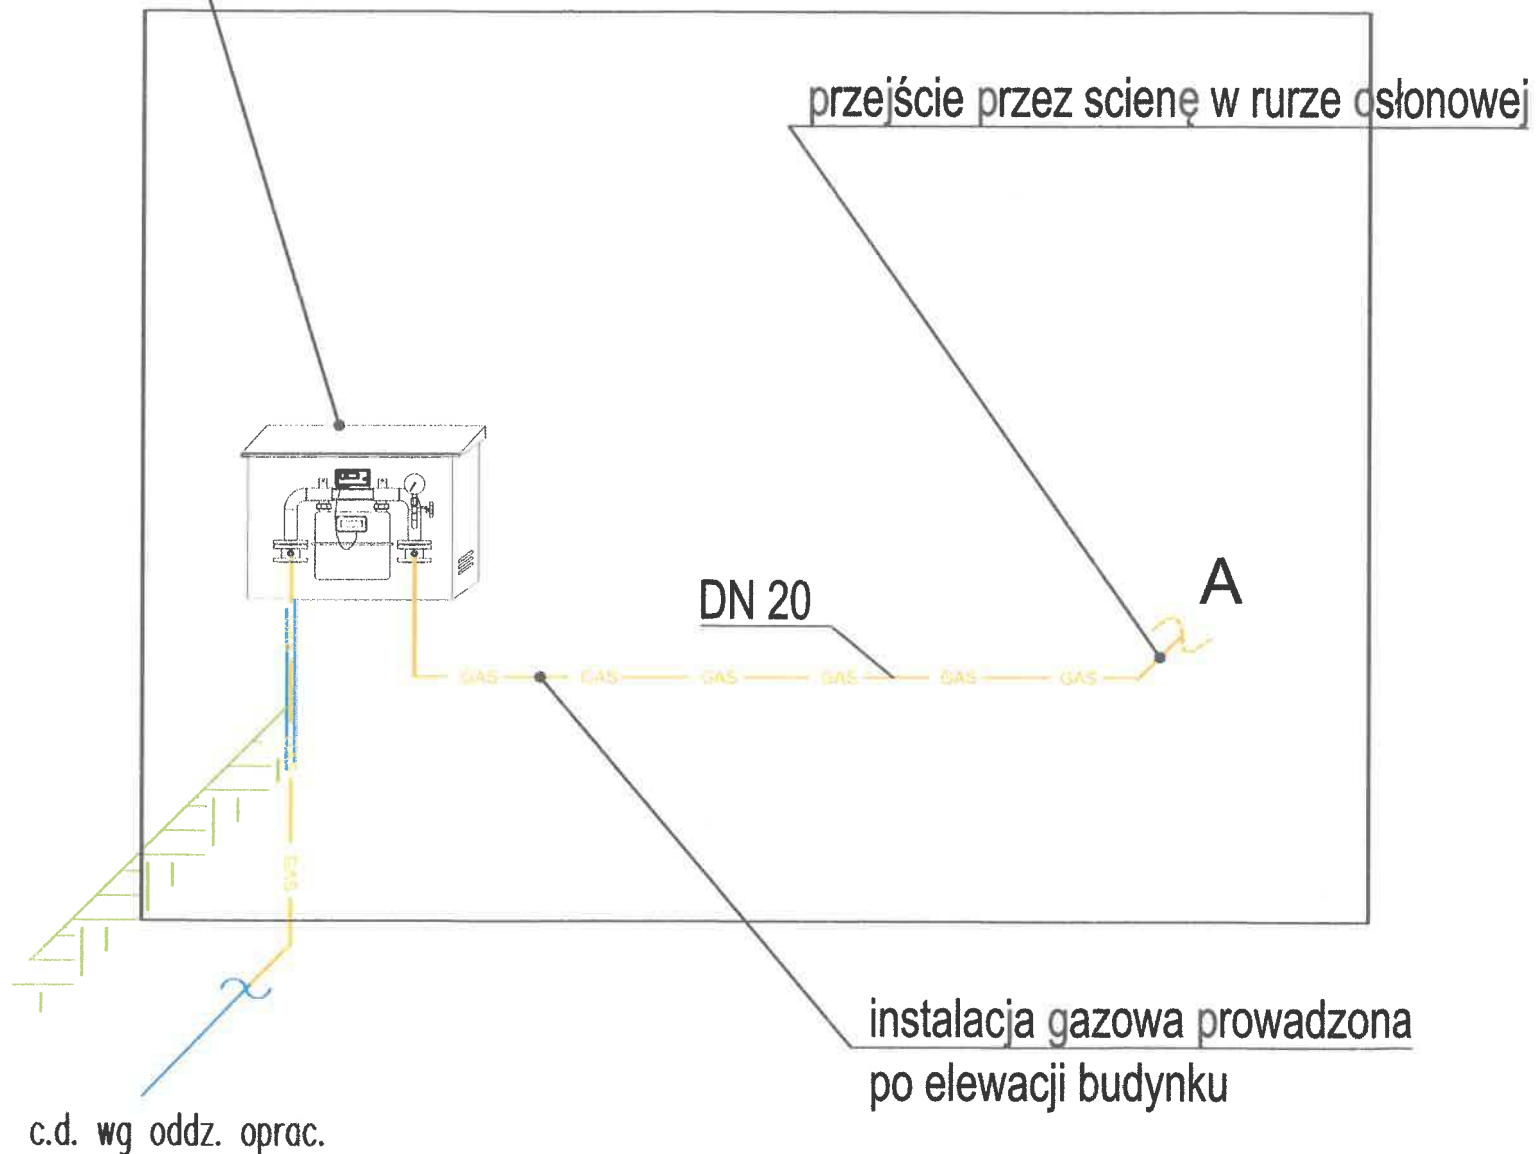 przejście przez scienę w rurze osłonowej
A
DN 20
GAS GAS GAS GAS GAS GAS
GAS
instalacja gazowa prowadzona
po elewacji budynku
c.d. wg oddz. oprac.